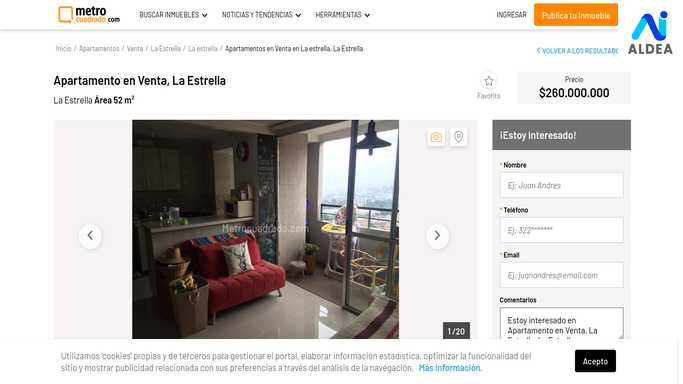 metro
cuadrado.com
BUSCAR INMUEBLES
NOTICIAS Y TENDENCIAS
HERRAMIENTAS
INGRESAR
Publica tu Inmueble
ALDEA
Inicio / Apartamentos / Venta / La Estrella / La estrella / Apartamentos en Venta en La estrella, La Estrella
VOLVER A LOS RESULTADOS
Apartamento en Venta, La Estrella
La Estrella Área 52 m²
Favorito
Precio
$260.000.000
Metrocuadrado.com
1 / 20
¡Estoy Interesado!
* Nombre
Ej: Juan Andres
* Teléfono
Ej: 322*******
* Email
Ej: juanandres@email.com
Comentarios
Estoy interesado en
Apartamento en Venta, La
Utilizamos 'cookies' propias y de terceros para gestionar el portal, elaborar información estadística, optimizar la funcionalidad del
sitio y mostrar publicidad relacionada con sus preferencias a través del análisis de la navegación. Más información.
Acepto